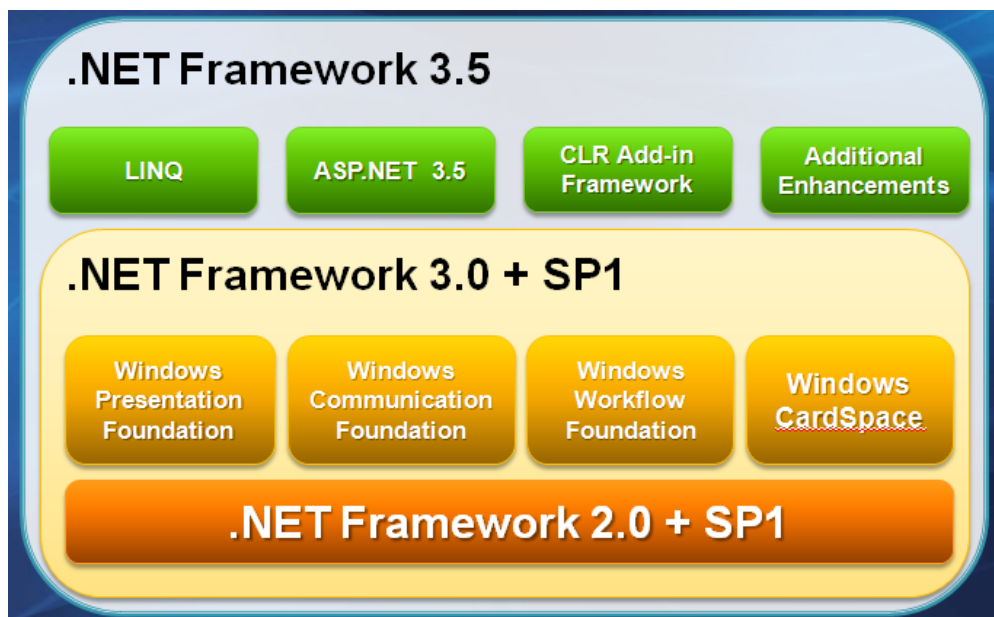 .NET Framework 3.5
LINQ
ASP.NET 3.5
CLR Add-in
Framework
Additional
Enhancements
.NET Framework 3.0 + SP1
Windows
Presentation
Foundation
Windows
Communication
Foundation
Windows
Workflow
Foundation
Windows
CardSpace
.NET Framework 2.0 + SP1